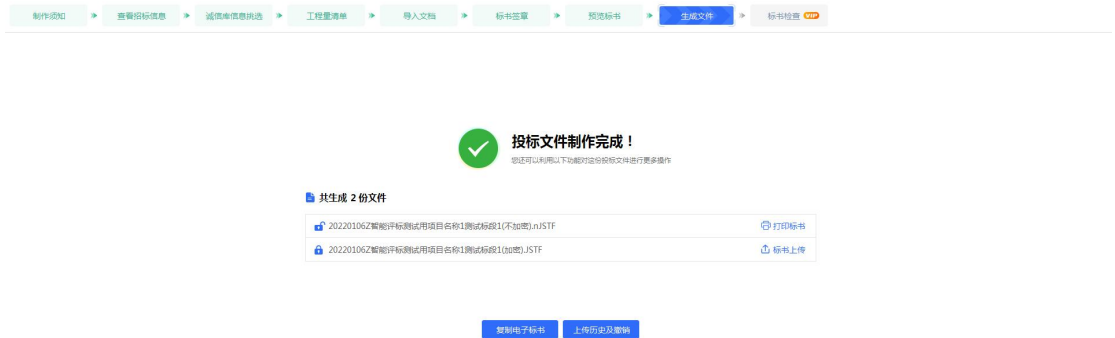 制作须知 查看招标信息 诚信库信息挑选 工程量清单 导入文档 标书签章 预览标书 生成文件 标书检查 VIP
投标文件制作完成！
您还可以利用以下功能对这份投标文件进行更多操作
共生成 2 份文件
20220106Z智能评标测试用项目名称1测试标段1(不加密).nJSTF 打印标书
20220106Z智能评标测试用项目名称1测试标段1(加密).JSTF 标书上传
复制电子标书 上传历史及撤销